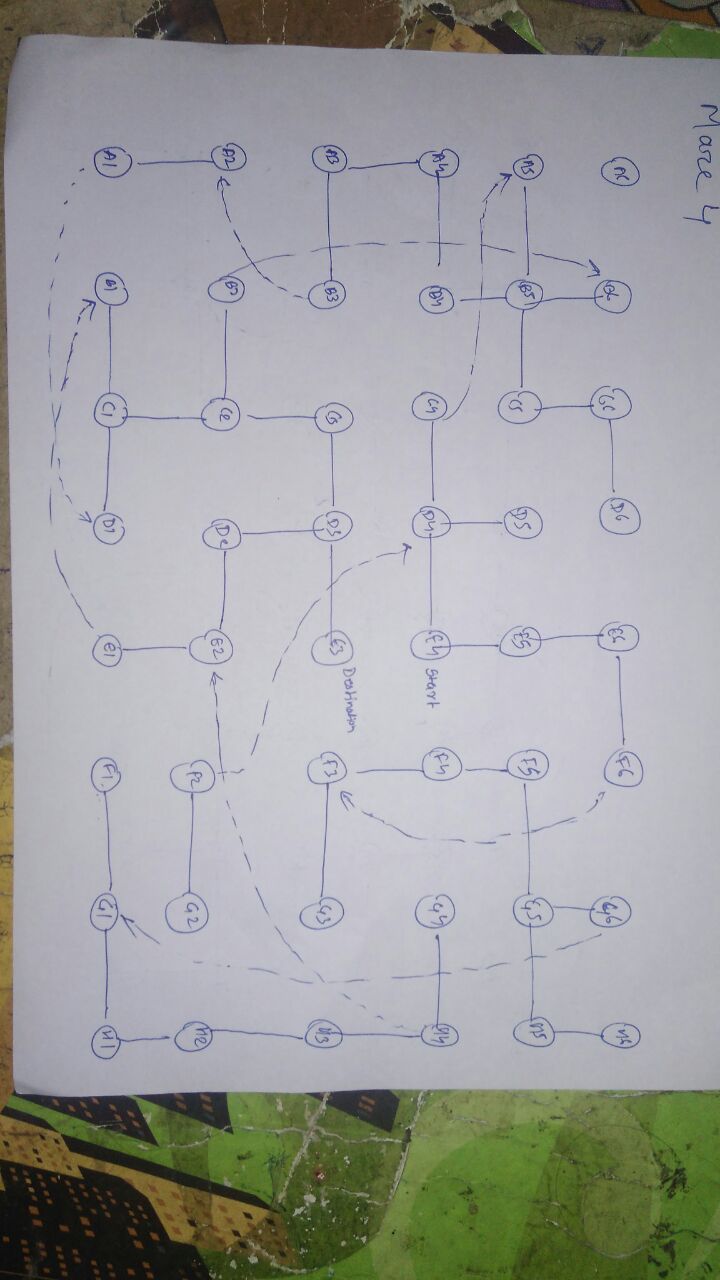 Maze 4
A6 B6 C6 D6 E6 F6 G6 H6
A5 B5 C5 D5 E5 F5 G5 H5
A4 B4 C4 D4 E4 F4 G4 H4
Start
A3 B3 C3 D3 E3 F3 G3 H3
Destination
A2 B2 C2 D2 E2 F2 G2 H2
A1 B1 C1 D1 E1 F1 G1 H1